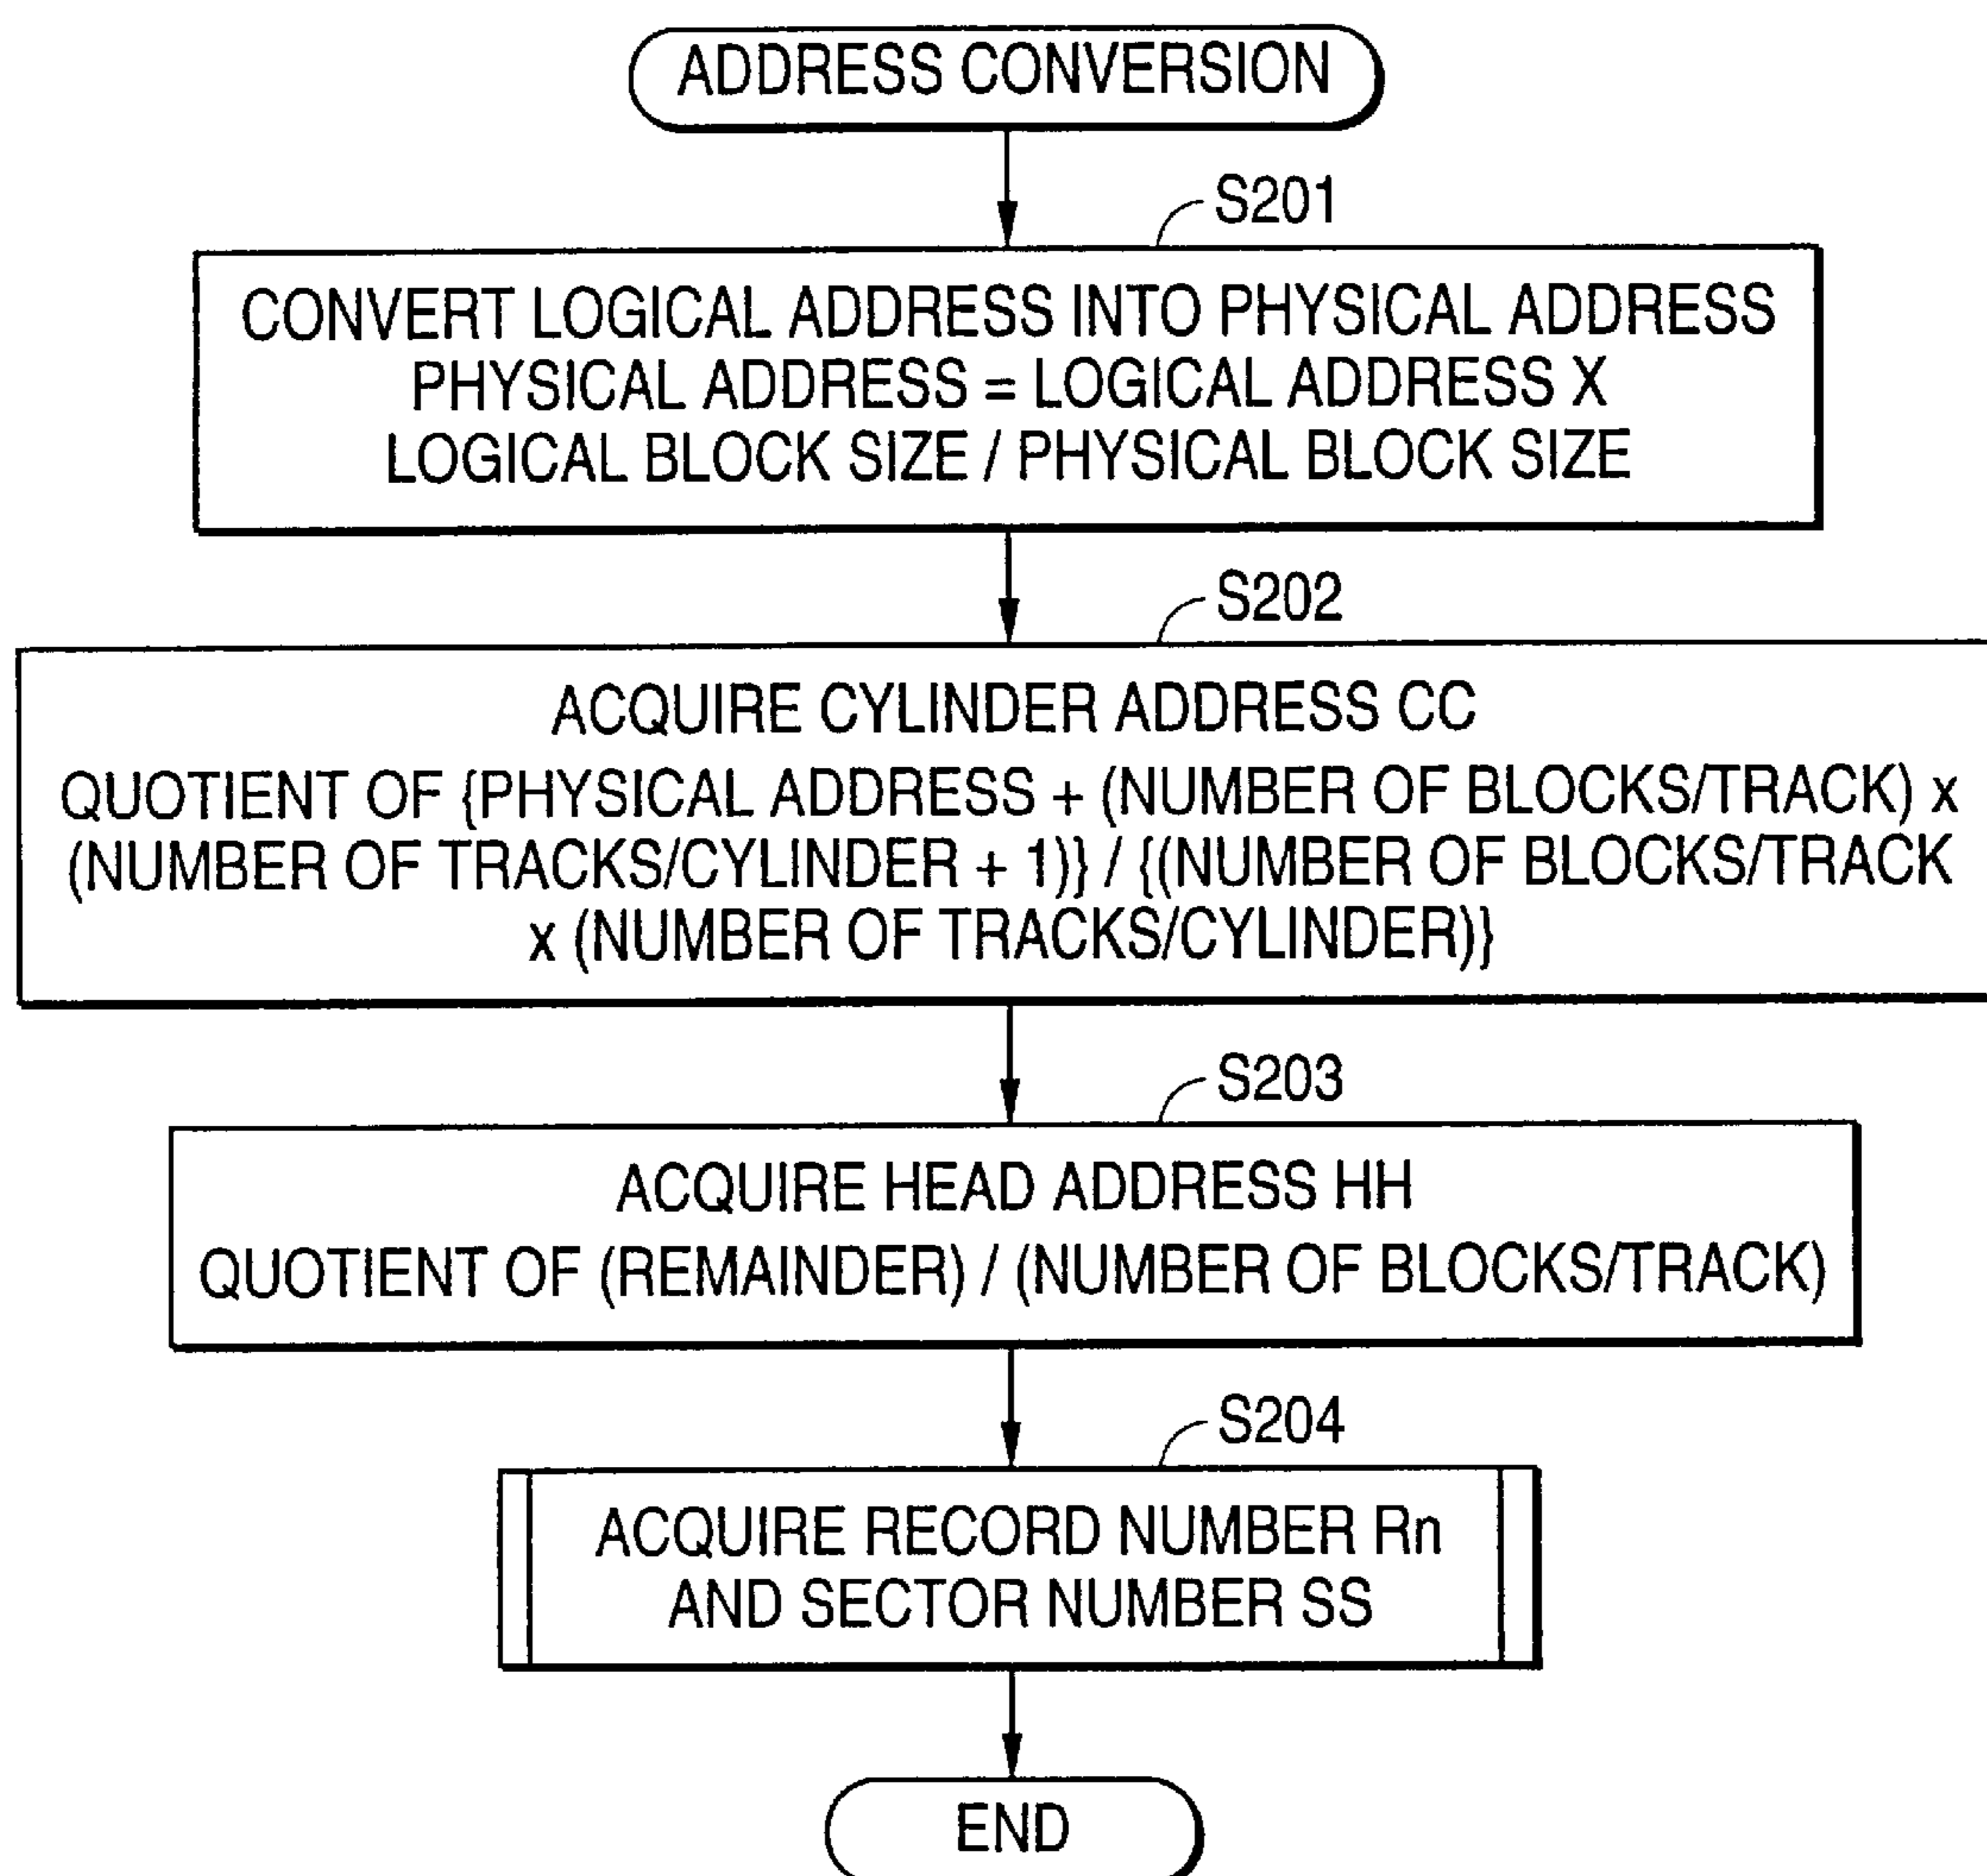 ADDRESS CONVERSION
S201
CONVERT LOGICAL ADDRESS INTO PHYSICAL ADDRESS
PHYSICAL ADDRESS = LOGICAL ADDRESS X
LOGICAL BLOCK SIZE / PHYSICAL BLOCK SIZE
S202
ACQUIRE CYLINDER ADDRESS CC
QUOTIENT OF {PHYSICAL ADDRESS + (NUMBER OF BLOCKS/TRACK) x
(NUMBER OF TRACKS/CYLINDER + 1)} / {(NUMBER OF BLOCKS/TRACK
x (NUMBER OF TRACKS/CYLINDER)}
S203
ACQUIRE HEAD ADDRESS HH
QUOTIENT OF (REMAINDER) / (NUMBER OF BLOCKS/TRACK)
S204
ACQUIRE RECORD NUMBER Rn
AND SECTOR NUMBER SS
END